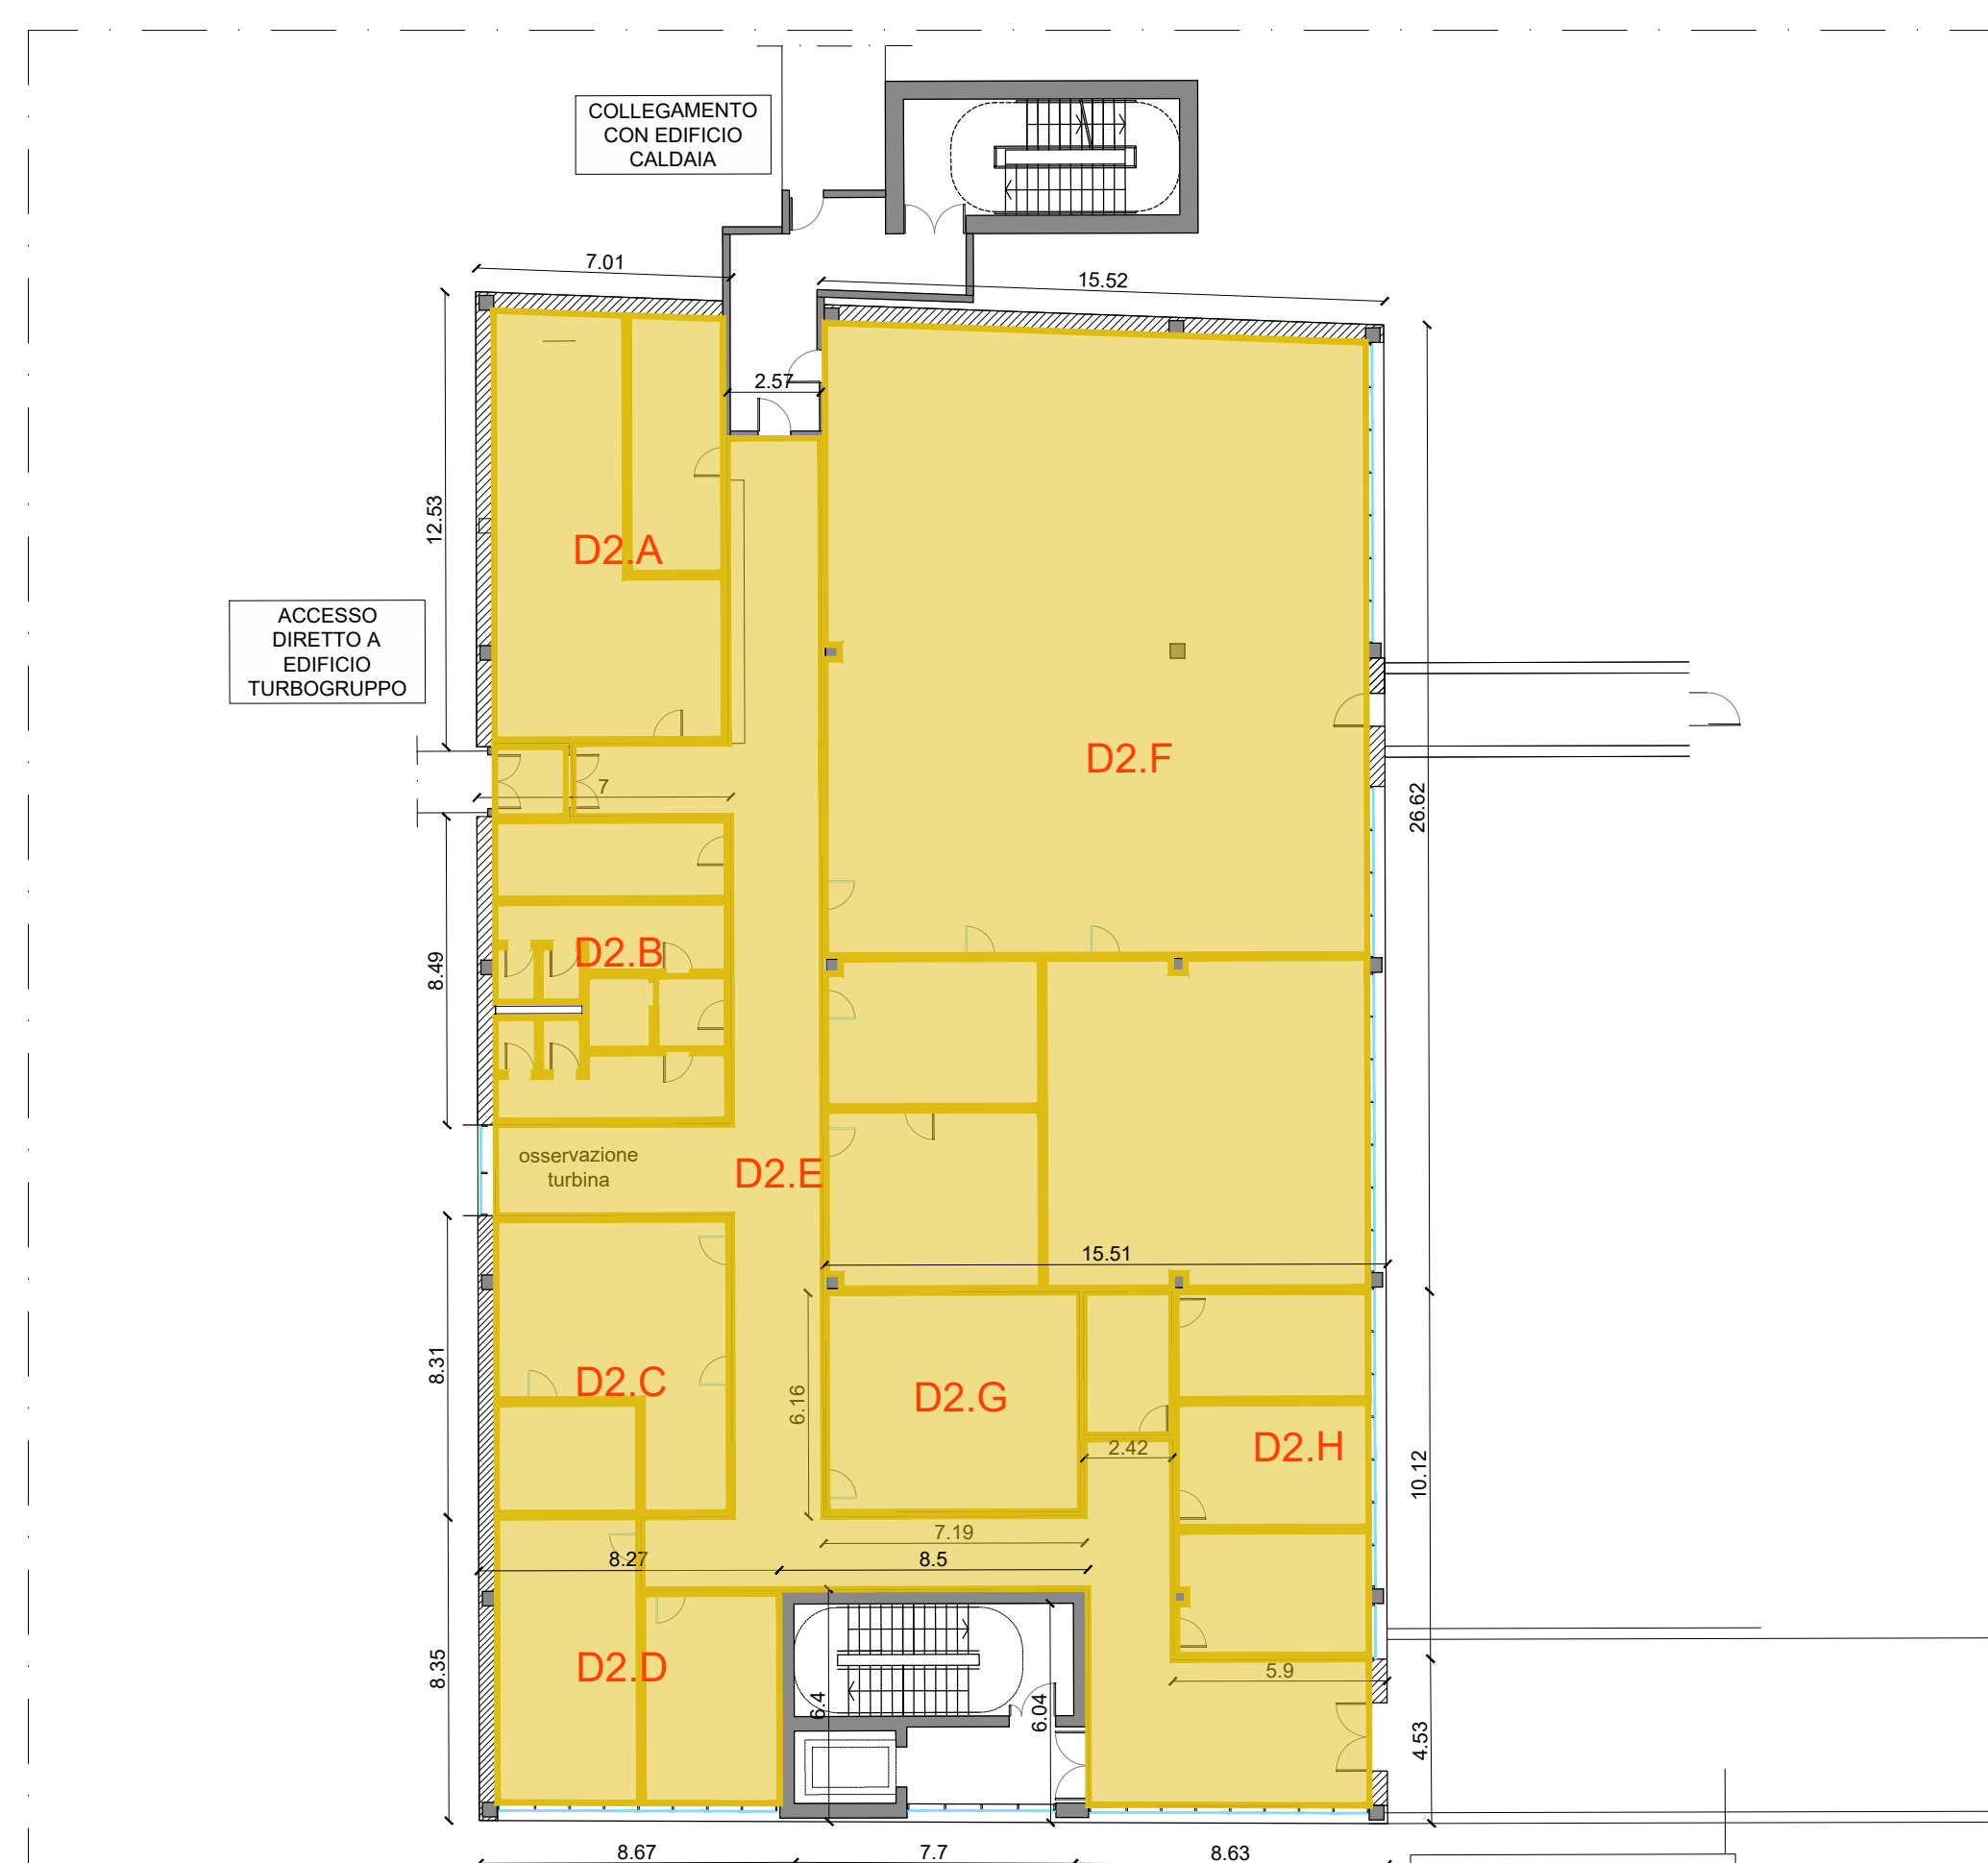 COLLEGAMENTO
CON EDIFICIO
CALDAIA
7.01
15.52
2.57
12.53
D2.A
ACCESSO
DIRETTO A
EDIFICIO
TURBOGRUPPO
D2.F
7
26.62
D2.B
8.49
osservazione
turbina
D2.E
15.51
8.31
D2.C
6.16
D2.G
2.42
D2.H
10.12
7.19
8.27
8.5
D2.D
8.35
6.4
6.04
5.9
4.53
8.67
7.7
8.63